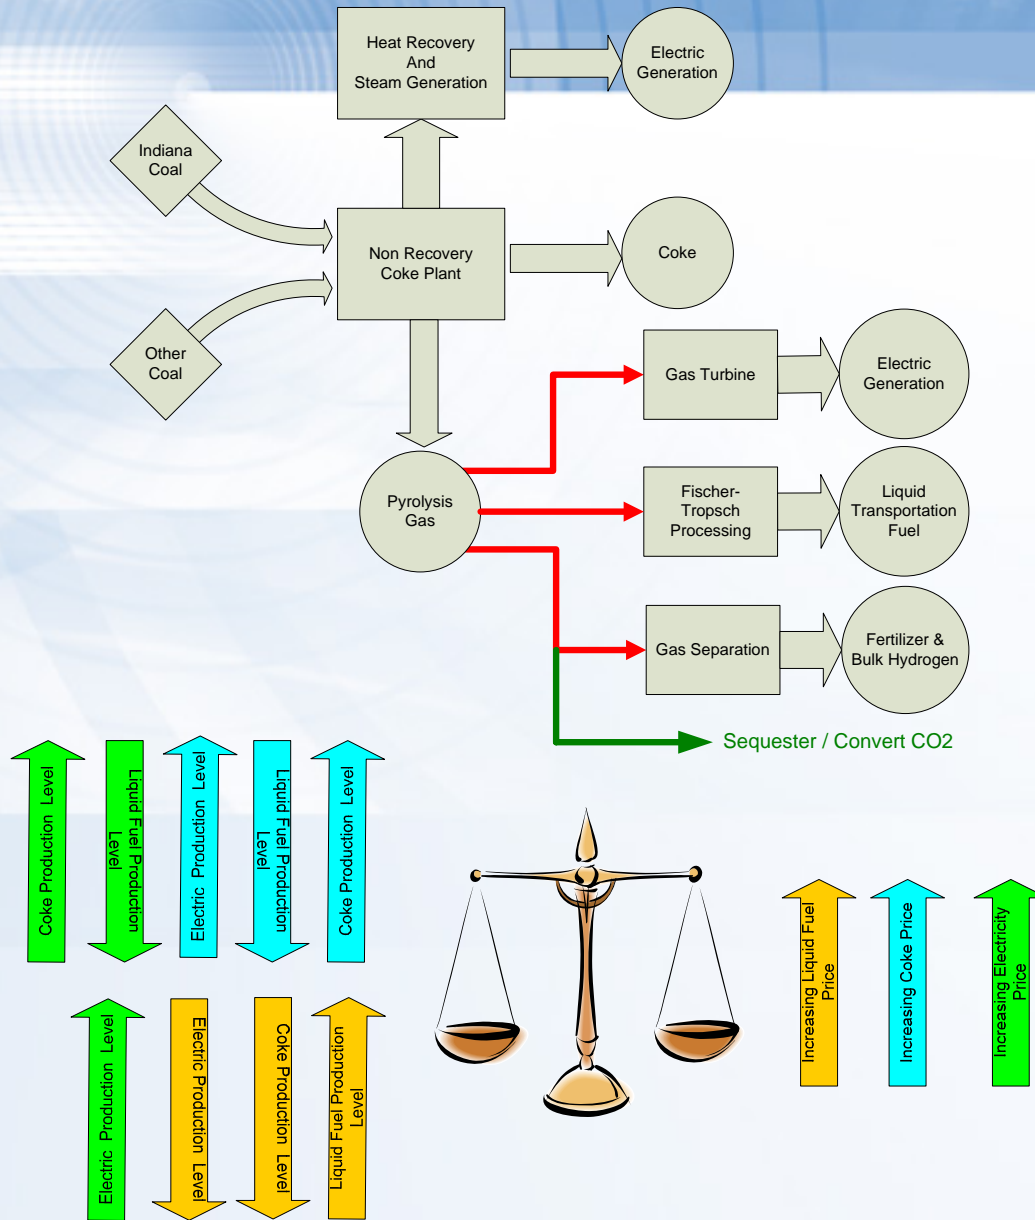 Heat Recovery
And
Steam Generation
Electric
Generation
Indiana
Coal
Non Recovery
Coke Plant
Coke
Other
Coal
Gas Turbine
Electric
Generation
Pyrolysis
Gas
Fischer-
Tropsch
Processing
Liquid
Transportation
Fuel
Gas Separation
Fertilizer &
Bulk Hydrogen
Sequester / Convert CO2
Coke Production Level
Liquid Fuel Production
Level
Electric Production Level
Liquid Fuel Production
Level
Coke Production Level
Electric Production Level
Electric Production Level
Coke Production Level
Liquid Fuel Production
Level
Increasing Liquid Fuel
Price
Increasing Coke Price
Increasing Electricity
Price